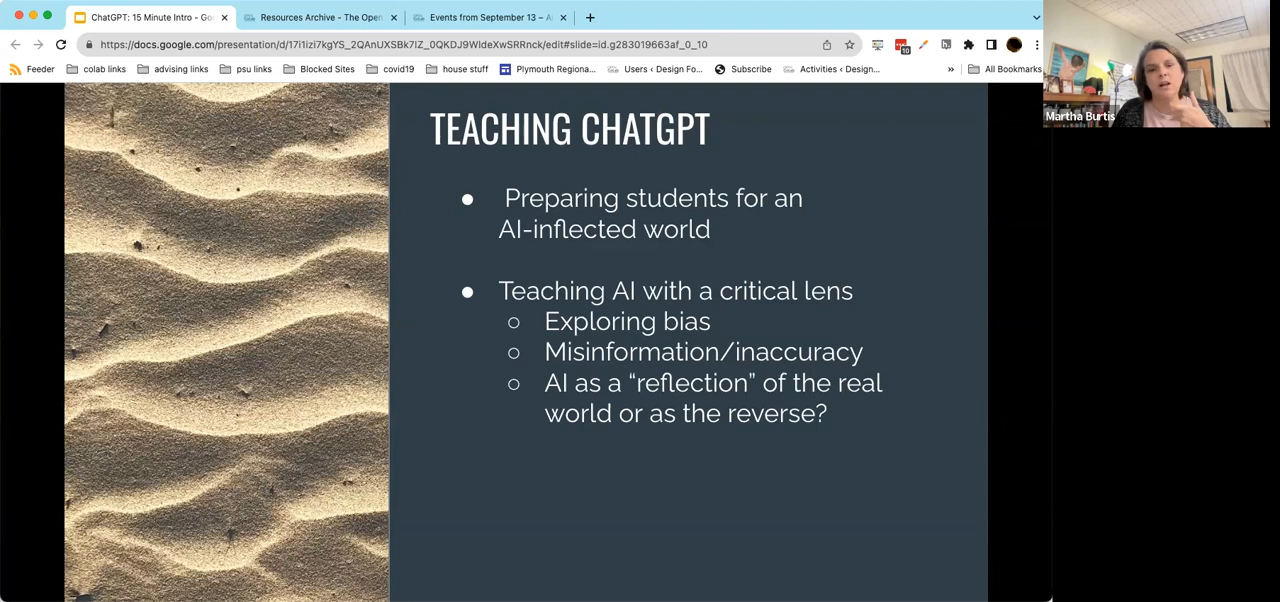 ChatGPT: 15 Minute Intro - Go
Resources Archive - The Open
Events from September 13 – A
https://docs.google.com/presentation/d/17i1izi7kgYS_2QAnUXSBk7lZ_0QKDJ9WldeXwSRRnck/edit#slide=id.g283019663af_0_10
10
Feeder
colab links
advising links
psu links
Blocked Sites
covid19
house stuff
Plymouth Regiona...
Users ‹ Design Fo...
Subscribe
Activities ‹ Design...
»
All Bookmarks
Martha Burtis
TEACHING CHATGPT
● Preparing students for an
AI-inflected world
● Teaching AI with a critical lens
○ Exploring bias
○ Misinformation/inaccuracy
○ AI as a “reflection” of the real
world or as the reverse?